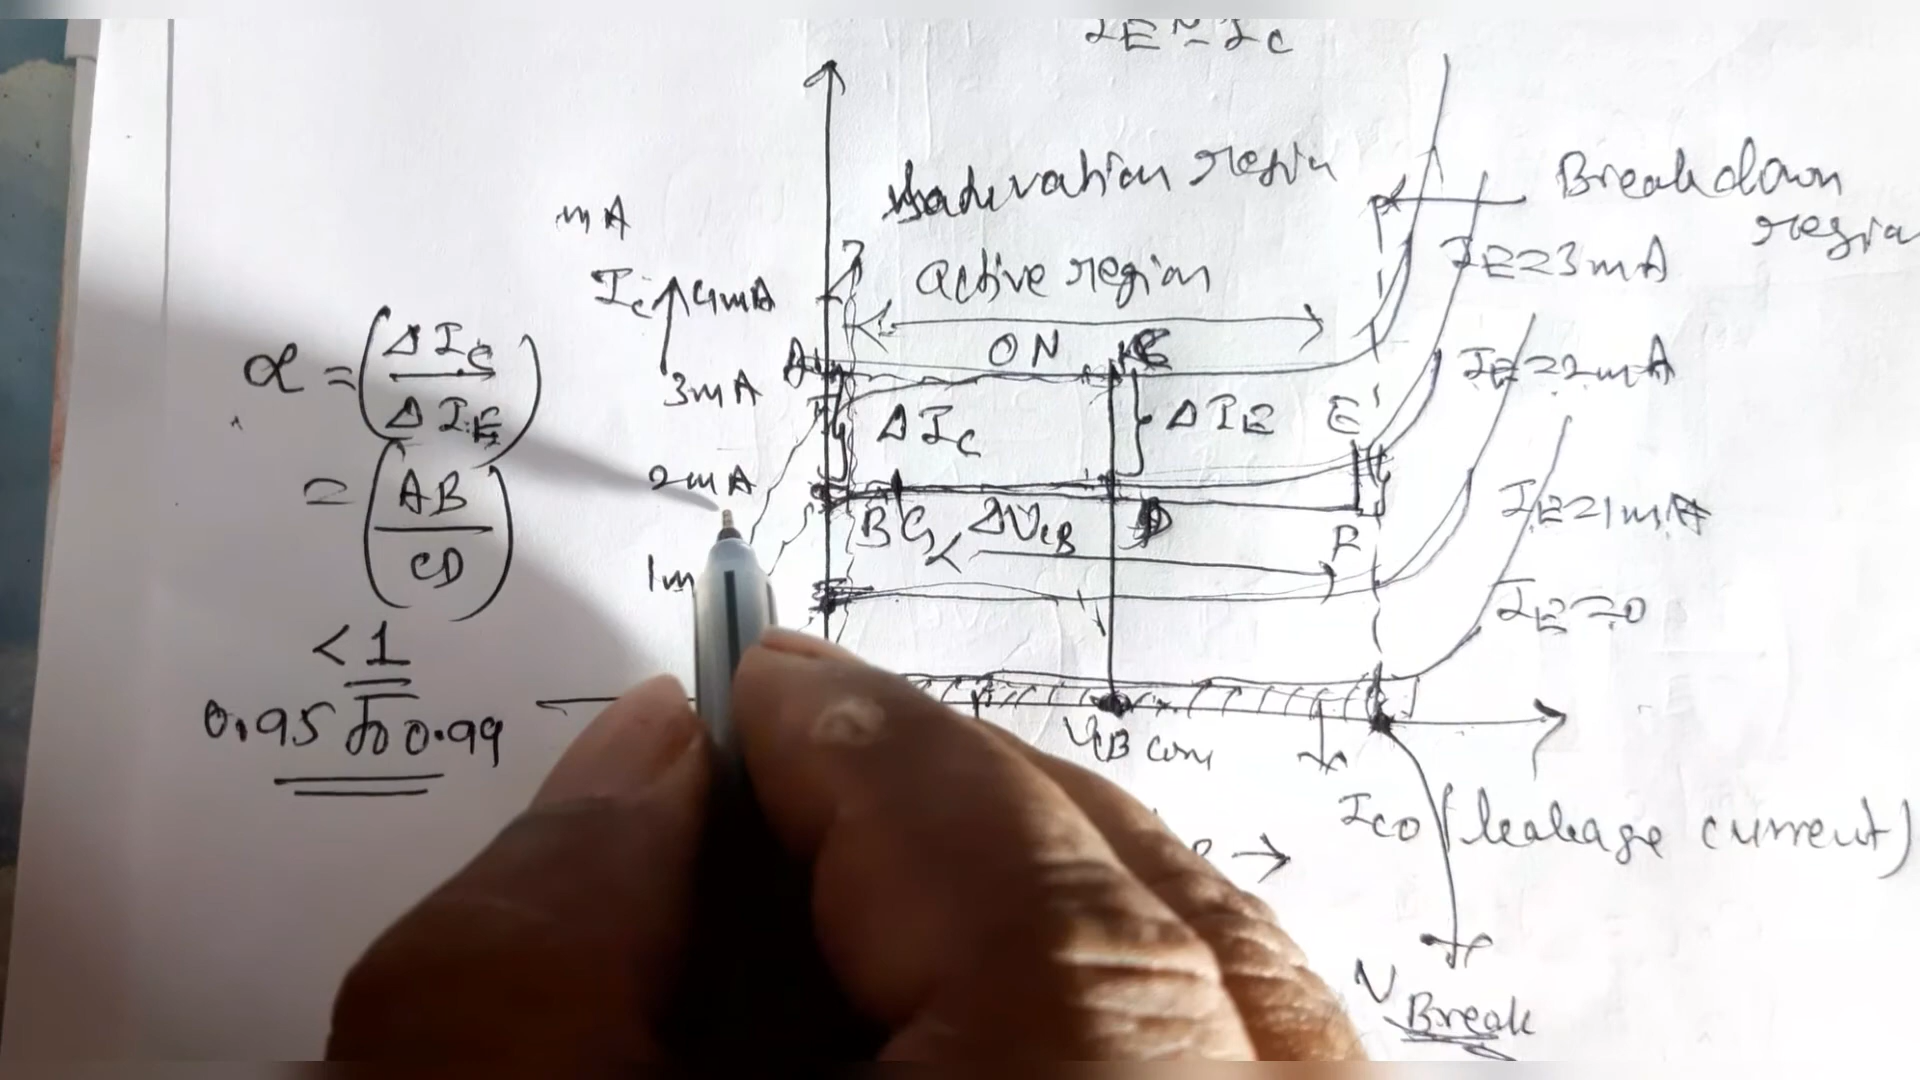 IE ≃ IC
saturation region
Breakdown
region
mA
Active region
IC ↑ 4mA
IE=3mA
ON
α = (ΔIC / ΔIE)
3mA
A
C
IE=2mA
ΔIC
ΔIE
E'
2mA
= (AB / CD)
B G
ΔVCB
D
F
IE=1mA
1m
IE=0
< 1
0.95 to 0.99
VCB
ICO (leakage current)
V Break